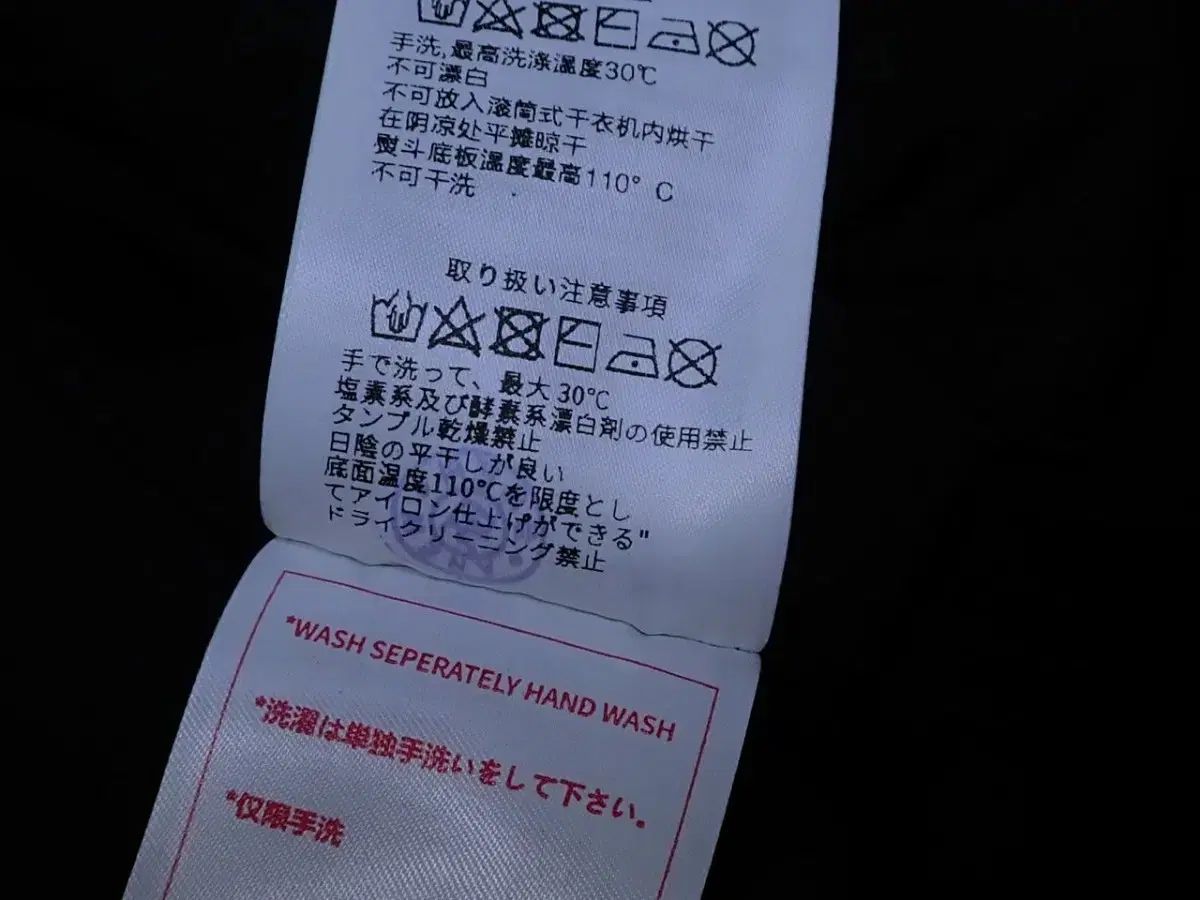 手洗,最高洗涤温度30℃
不可漂白
不可放入滚筒式干衣机内烘干
在阴凉处平摊晾干
熨斗底板温度最高110° C
不可干洗
取り扱い注意事項
手で洗って、最大30℃
塩素系及び酵素系漂白剤の使用禁止
タンブル乾燥禁止
日陰の平干しが良い
底面温度110℃を限度とし
てアイロン仕上げができる"
ドライクリーニング禁止
*WASH SEPERATELY HAND WASH
*洗濯は単独手洗いをして下さい。
*仅限手洗